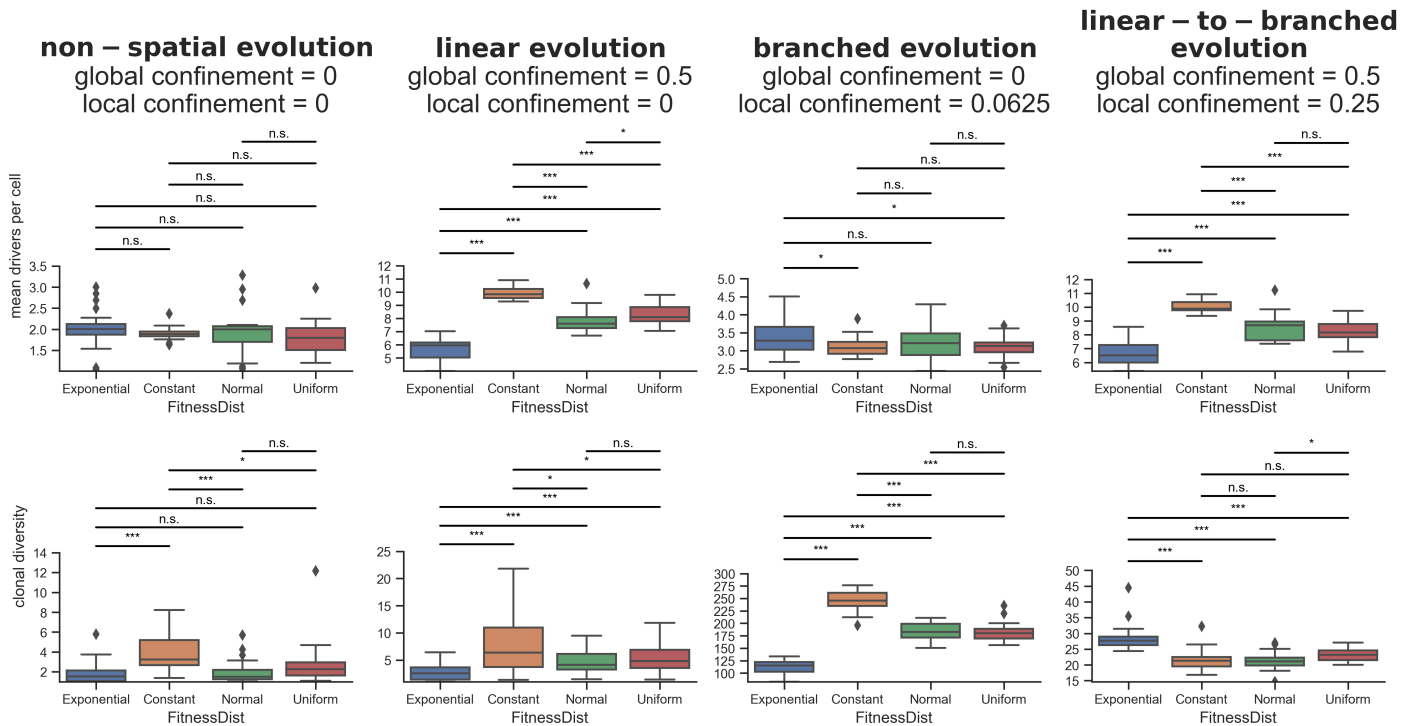 non – spatial evolution
global confinement = 0
local confinement = 0
linear evolution
global confinement = 0.5
local confinement = 0
branched evolution
global confinement = 0
local confinement = 0.0625
linear – to – branched
evolution
global confinement = 0.5
local confinement = 0.25
mean drivers per cell
n.s.
n.s.
n.s.
n.s.
n.s.
n.s.
3.5
3.0
2.5
2.0
1.5
Exponential Constant Normal Uniform
FitnessDist
*
***
***
***
***
***
12
11
10
9
8
7
6
5
Exponential Constant Normal Uniform
FitnessDist
n.s.
n.s.
n.s.
*
n.s.
*
5.0
4.5
4.0
3.5
3.0
2.5
Exponential Constant Normal Uniform
FitnessDist
n.s.
***
***
***
***
***
12
11
10
9
8
7
6
Exponential Constant Normal Uniform
FitnessDist
clonal diversity
n.s.
*
***
n.s.
n.s.
***
14
12
10
8
6
4
2
Exponential Constant Normal Uniform
FitnessDist
n.s.
*
*
***
***
***
25
20
15
10
5
Exponential Constant Normal Uniform
FitnessDist
n.s.
***
***
***
***
***
300
275
250
225
200
175
150
125
100
Exponential Constant Normal Uniform
FitnessDist
*
n.s.
n.s.
***
***
***
50
45
40
35
30
25
20
15
Exponential Constant Normal Uniform
FitnessDist